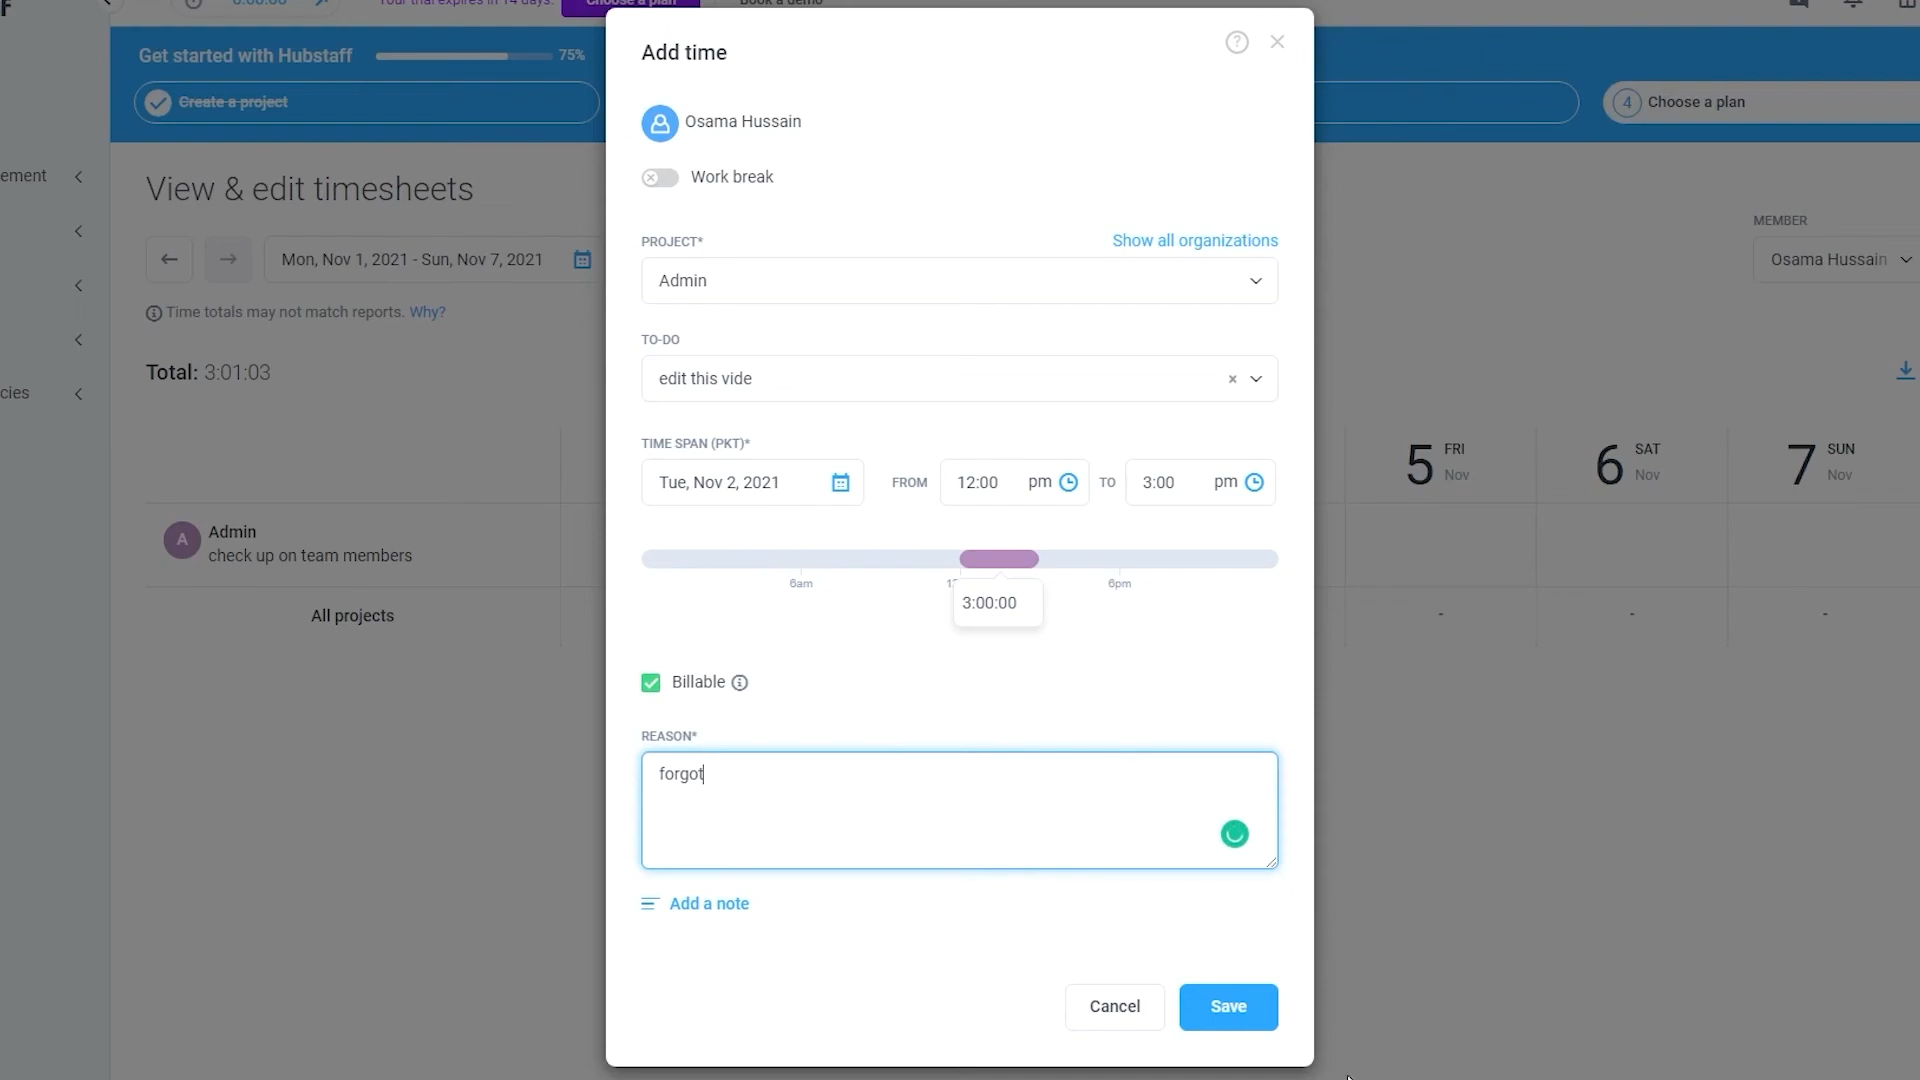 Get started with Hubstaff 75%
Create a project
4 Choose a plan
ement
cies
View & edit timesheets
Mon, Nov 1, 2021 - Sun, Nov 7, 2021
MEMBER
Osama Hussain
Time totals may not match reports. Why?
Total: 3:01:03
5 FRI Nov
6 SAT Nov
7 SUN Nov
A Admin
check up on team members
All projects - - -
Add time
Osama Hussain
Work break
PROJECT* Show all organizations
Admin
TO-DO
edit this vide
TIME SPAN (PKT)*
Tue, Nov 2, 2021 FROM 12:00 pm TO 3:00 pm
6am 6pm
3:00:00
Billable
REASON*
forgot
Add a note
Cancel Save